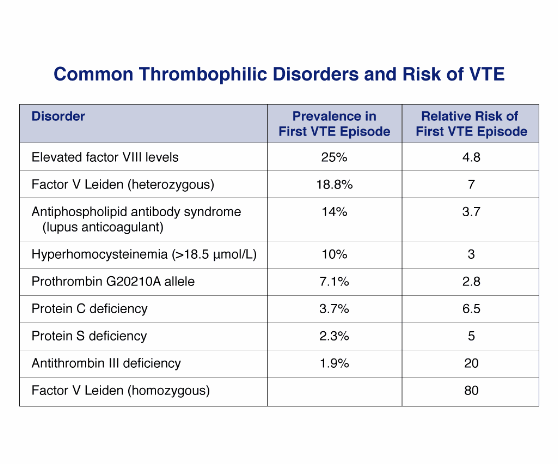 Common Thrombophilic Disorders and Risk of VTE
Disorder Prevalence in First VTE Episode Relative Risk of First VTE Episode
Elevated factor VIII levels 25% 4.8
Factor V Leiden (heterozygous) 18.8% 7
Antiphospholipid antibody syndrome 14% 3.7
(lupus anticoagulant)
Hyperhomocysteinemia (>18.5 μmol/L) 10% 3
Prothrombin G20210A allele 7.1% 2.8
Protein C deficiency 3.7% 6.5
Protein S deficiency 2.3% 5
Antithrombin III deficiency 1.9% 20
Factor V Leiden (homozygous) 80